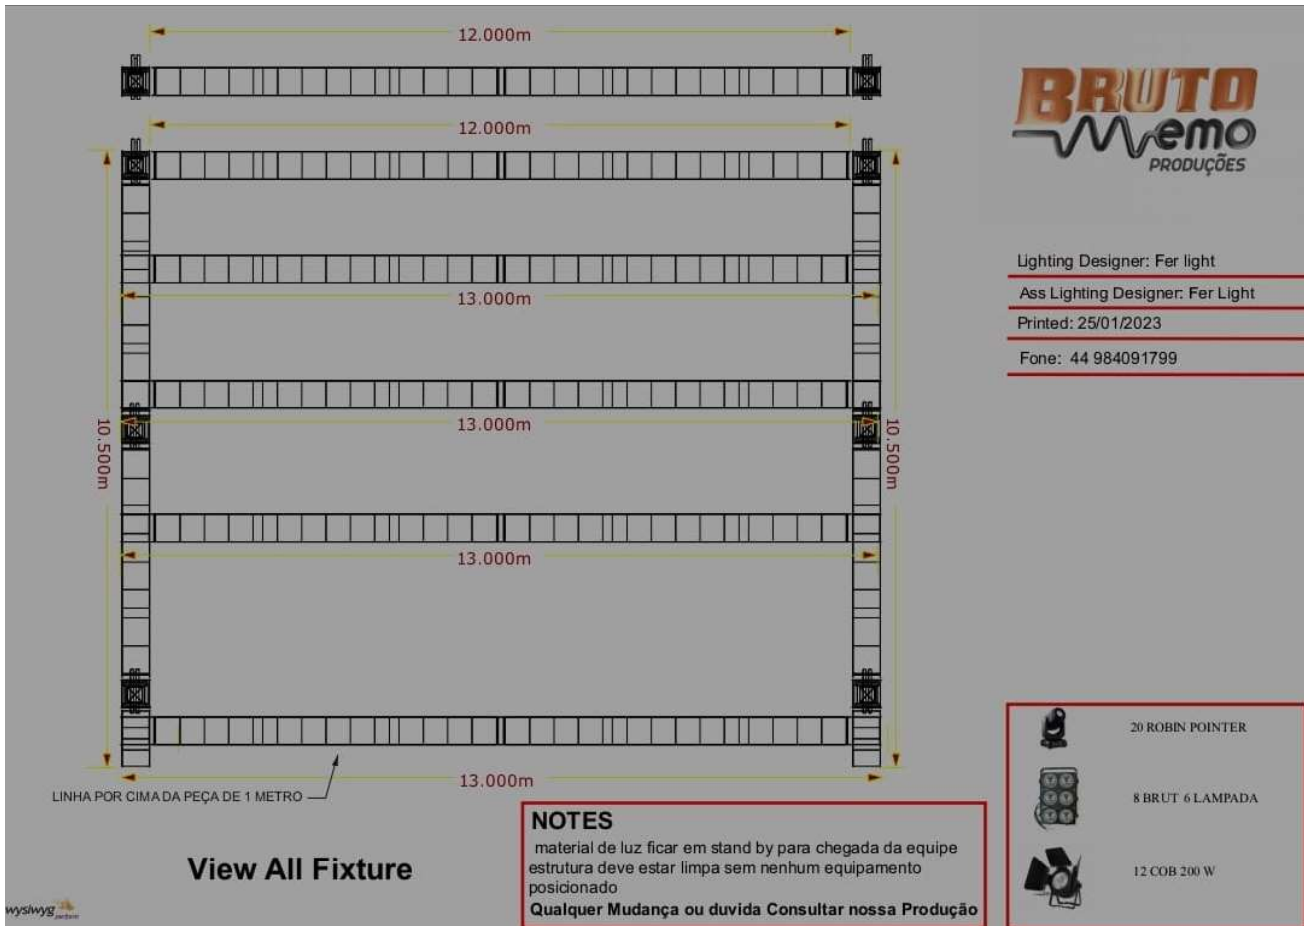 12.000m
BRUTO
Memo
PRODUÇÕES
12.000m
Lighting Designer: Fer light
Ass Lighting Designer: Fer Light
Printed: 25/01/2023
Fone: 44 984091799
13.000m
13.000m
10.500m
10.500m
13.000m
13.000m
LINHA POR CIMA DA PEÇA DE 1 METRO
20 ROBIN POINTER
8 BRUT 6 LAMPADA
12 COB 200 W
View All Fixture
NOTES
material de luz ficar em stand by para chegada da equipe
estrutura deve estar limpa sem nenhum equipamento
posicionado
Qualquer Mudança ou duvida Consultar nossa Produção
wysiwyg
perform